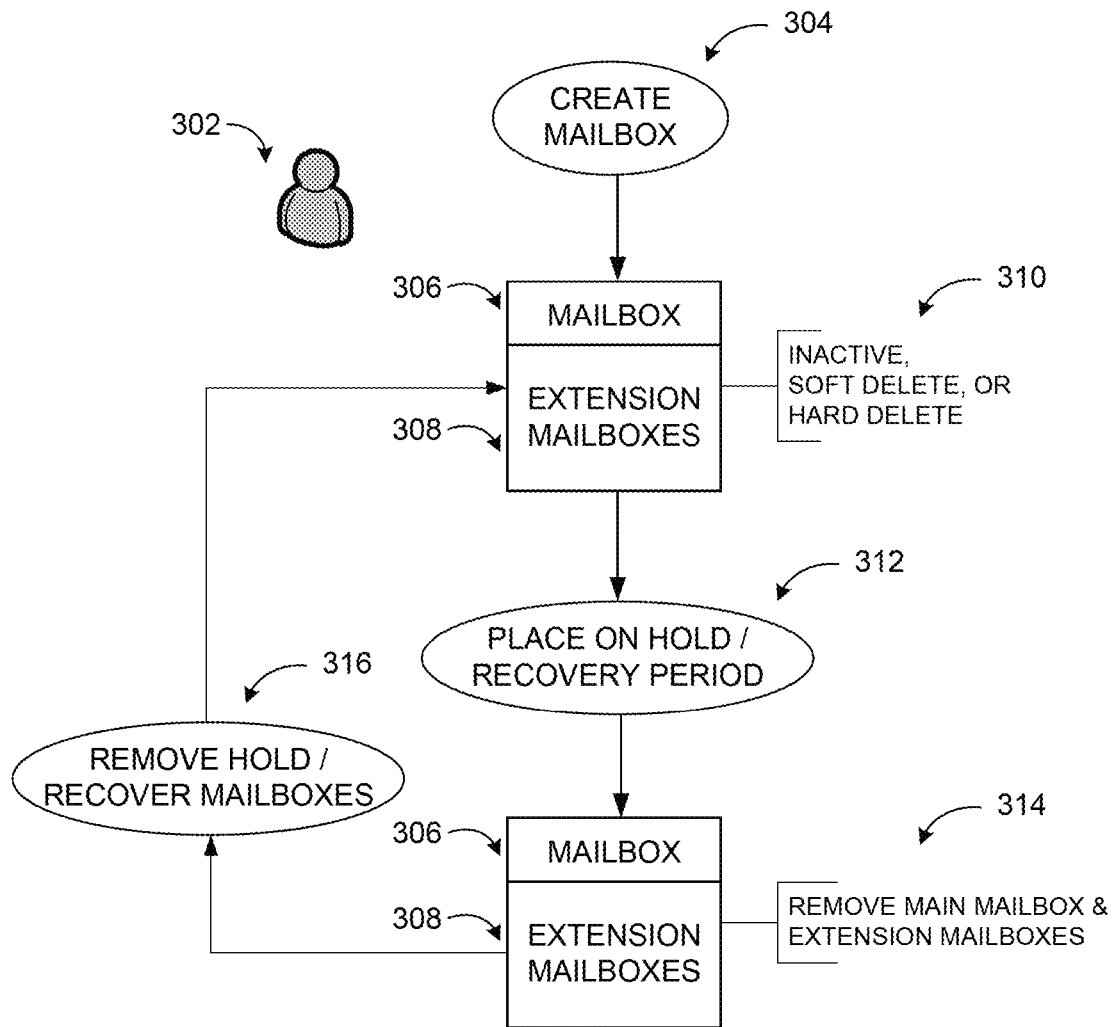 304
CREATE
MAILBOX
302
306
MAILBOX
310
INACTIVE,
SOFT DELETE, OR
HARD DELETE
308
EXTENSION
MAILBOXES
312
PLACE ON HOLD /
RECOVERY PERIOD
316
REMOVE HOLD /
RECOVER MAILBOXES
306
MAILBOX
314
REMOVE MAIN MAILBOX &
EXTENSION MAILBOXES
308
EXTENSION
MAILBOXES